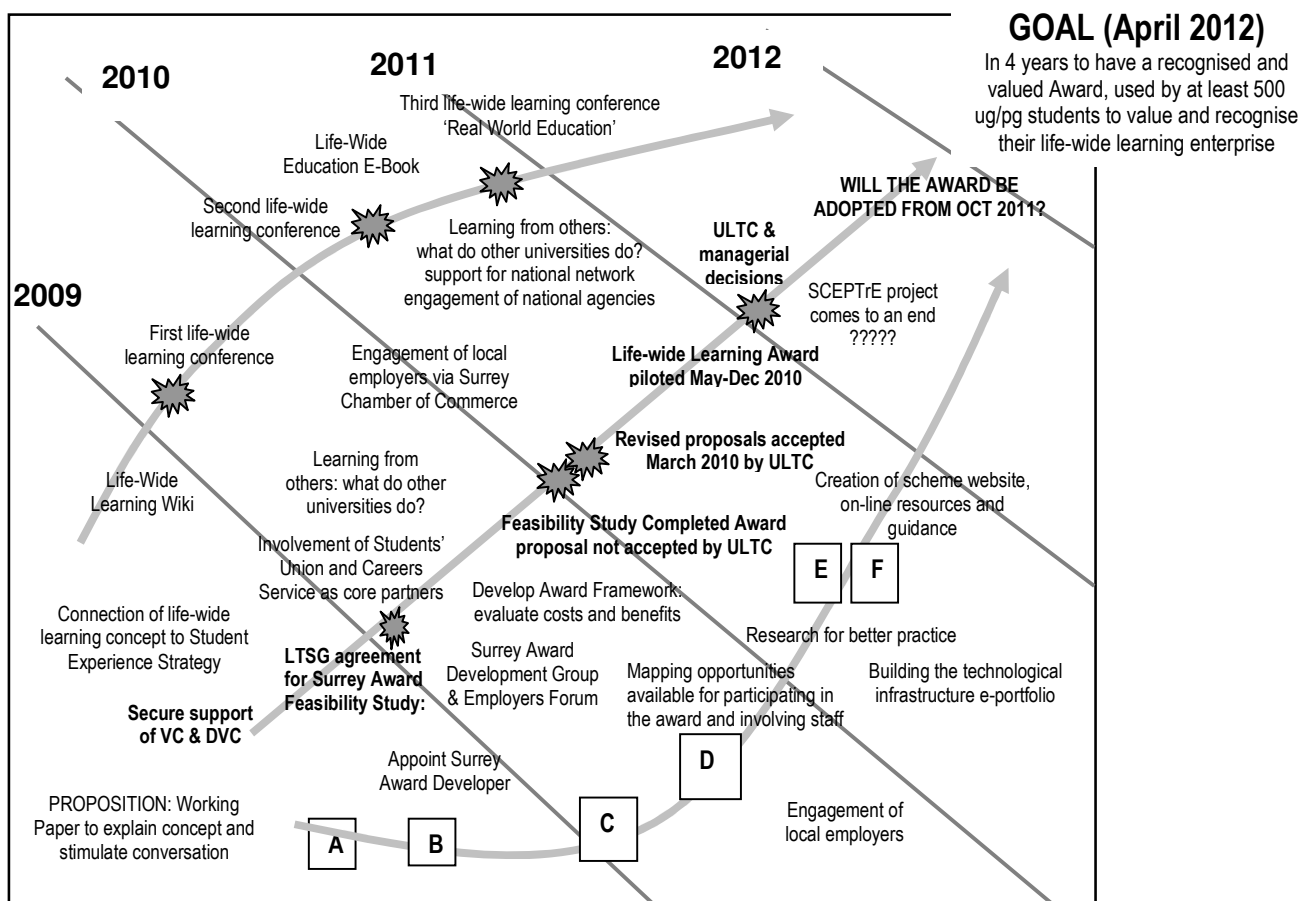 GOAL (April 2012)
In 4 years to have a recognised and
valued Award, used by at least 500
ug/pg students to value and recognise
their life-wide learning enterprise
2010
2011
2012
Third life-wide learning conference
‘Real World Education’
Life-Wide
Education E-Book
Second life-wide
learning conference
WILL THE AWARD BE
ADOPTED FROM OCT 2011?
Learning from others:
what do other universities do?
support for national network
engagement of national agencies
ULTC &
managerial
decisions
2009
SCEPTrE project
comes to an end
?????
First life-wide
learning conference
Engagement of local
employers via Surrey
Chamber of Commerce
Life-wide Learning Award
piloted May-Dec 2010
Revised proposals accepted
March 2010 by ULTC
Learning from
others: what do other
universities do?
Life-Wide
Learning Wiki
Creation of scheme website,
on-line resources and
guidance
Feasibility Study Completed Award
proposal not accepted by ULTC
Involvement of Students’
Union and Careers
Service as core partners
E
F
Develop Award Framework:
evaluate costs and benefits
Connection of life-wide
learning concept to Student
Experience Strategy
Research for better practice
LTSG agreement
for Surrey Award
Feasibility Study:
Surrey Award
Development Group
& Employers Forum
Mapping opportunities
available for participating in
the award and involving staff
Building the technological
infrastructure e-portfolio
Secure support
of VC & DVC
D
Appoint Surrey
Award Developer
PROPOSITION: Working
Paper to explain concept and
stimulate conversation
A
B
C
Engagement of
local employers